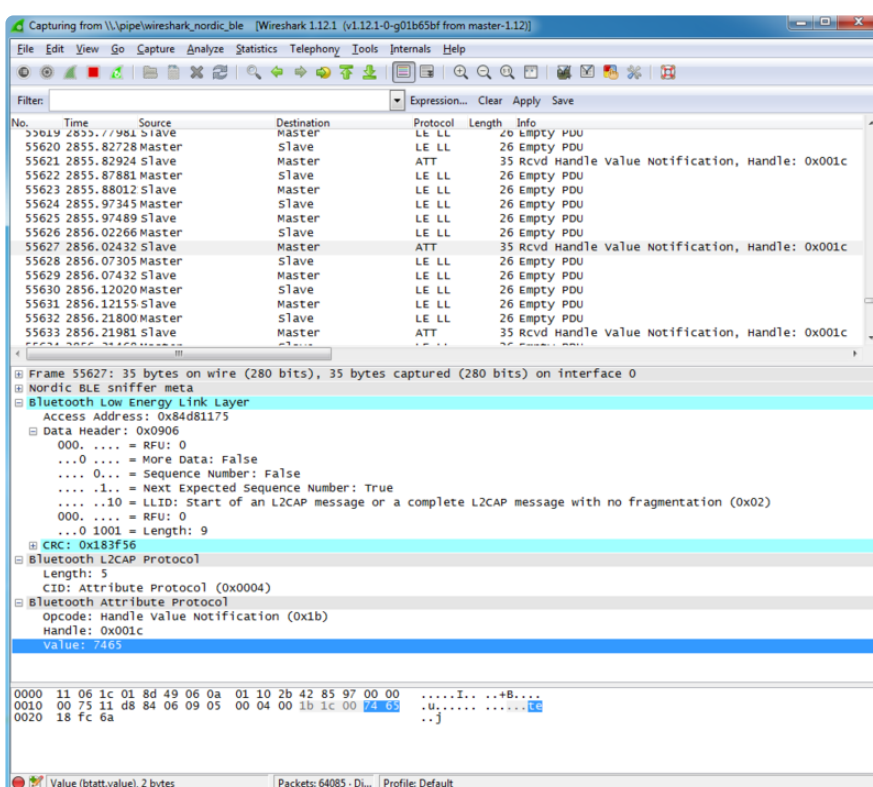 Capturing from \\.\pipe\wireshark_nordic_ble [Wireshark 1.12.1 (v1.12.1-0-g01b65bf from master-1.12)]
File Edit View Go Capture Analyze Statistics Telephony Tools Internals Help
Filter: Expression... Clear Apply Save
No. Time Source Destination Protocol Length Info
55619 2855.77981 Slave Master LE LL 26 Empty PDU
55620 2855.82728 Master Slave LE LL 26 Empty PDU
55621 2855.82924 Slave Master ATT 35 Rcvd Handle Value Notification, Handle: 0x001c
55622 2855.87881 Master Slave LE LL 26 Empty PDU
55623 2855.88012 Slave Master LE LL 26 Empty PDU
55624 2855.97345 Master Slave LE LL 26 Empty PDU
55625 2855.97489 Slave Master LE LL 26 Empty PDU
55626 2856.02266 Master Slave LE LL 26 Empty PDU
55627 2856.02432 Slave Master ATT 35 Rcvd Handle Value Notification, Handle: 0x001c
55628 2856.07305 Master Slave LE LL 26 Empty PDU
55629 2856.07432 Slave Master LE LL 26 Empty PDU
55630 2856.12020 Master Slave LE LL 26 Empty PDU
55631 2856.12155 Slave Master LE LL 26 Empty PDU
55632 2856.21800 Master Slave LE LL 26 Empty PDU
55633 2856.21981 Slave Master ATT 35 Rcvd Handle Value Notification, Handle: 0x001c
Frame 55627: 35 bytes on wire (280 bits), 35 bytes captured (280 bits) on interface 0
Nordic BLE sniffer meta
Bluetooth Low Energy Link Layer
Access Address: 0x84d81175
Data Header: 0x0906
000. .... = RFU: 0
...0 .... = More Data: False
.... 0... = Sequence Number: False
.... .1.. = Next Expected Sequence Number: True
.... ..10 = LLID: Start of an L2CAP message or a complete L2CAP message with no fragmentation (0x02)
000. .... = RFU: 0
...0 1001 = Length: 9
CRC: 0x183f56
Bluetooth L2CAP Protocol
Length: 5
CID: Attribute Protocol (0x0004)
Bluetooth Attribute Protocol
Opcode: Handle Value Notification (0x1b)
Handle: 0x001c
Value: 7465
0000 11 06 1c 01 8d 49 06 0a 01 10 2b 42 85 97 00 00 .....I.. ..+B....
0010 00 75 11 d8 84 06 09 05 00 04 00 1b 1c 00 74 65 .u...... ......te
0020 18 fc 6a ..j
Value (btatt.value), 2 bytes Packets: 64085 · Di... Profile: Default